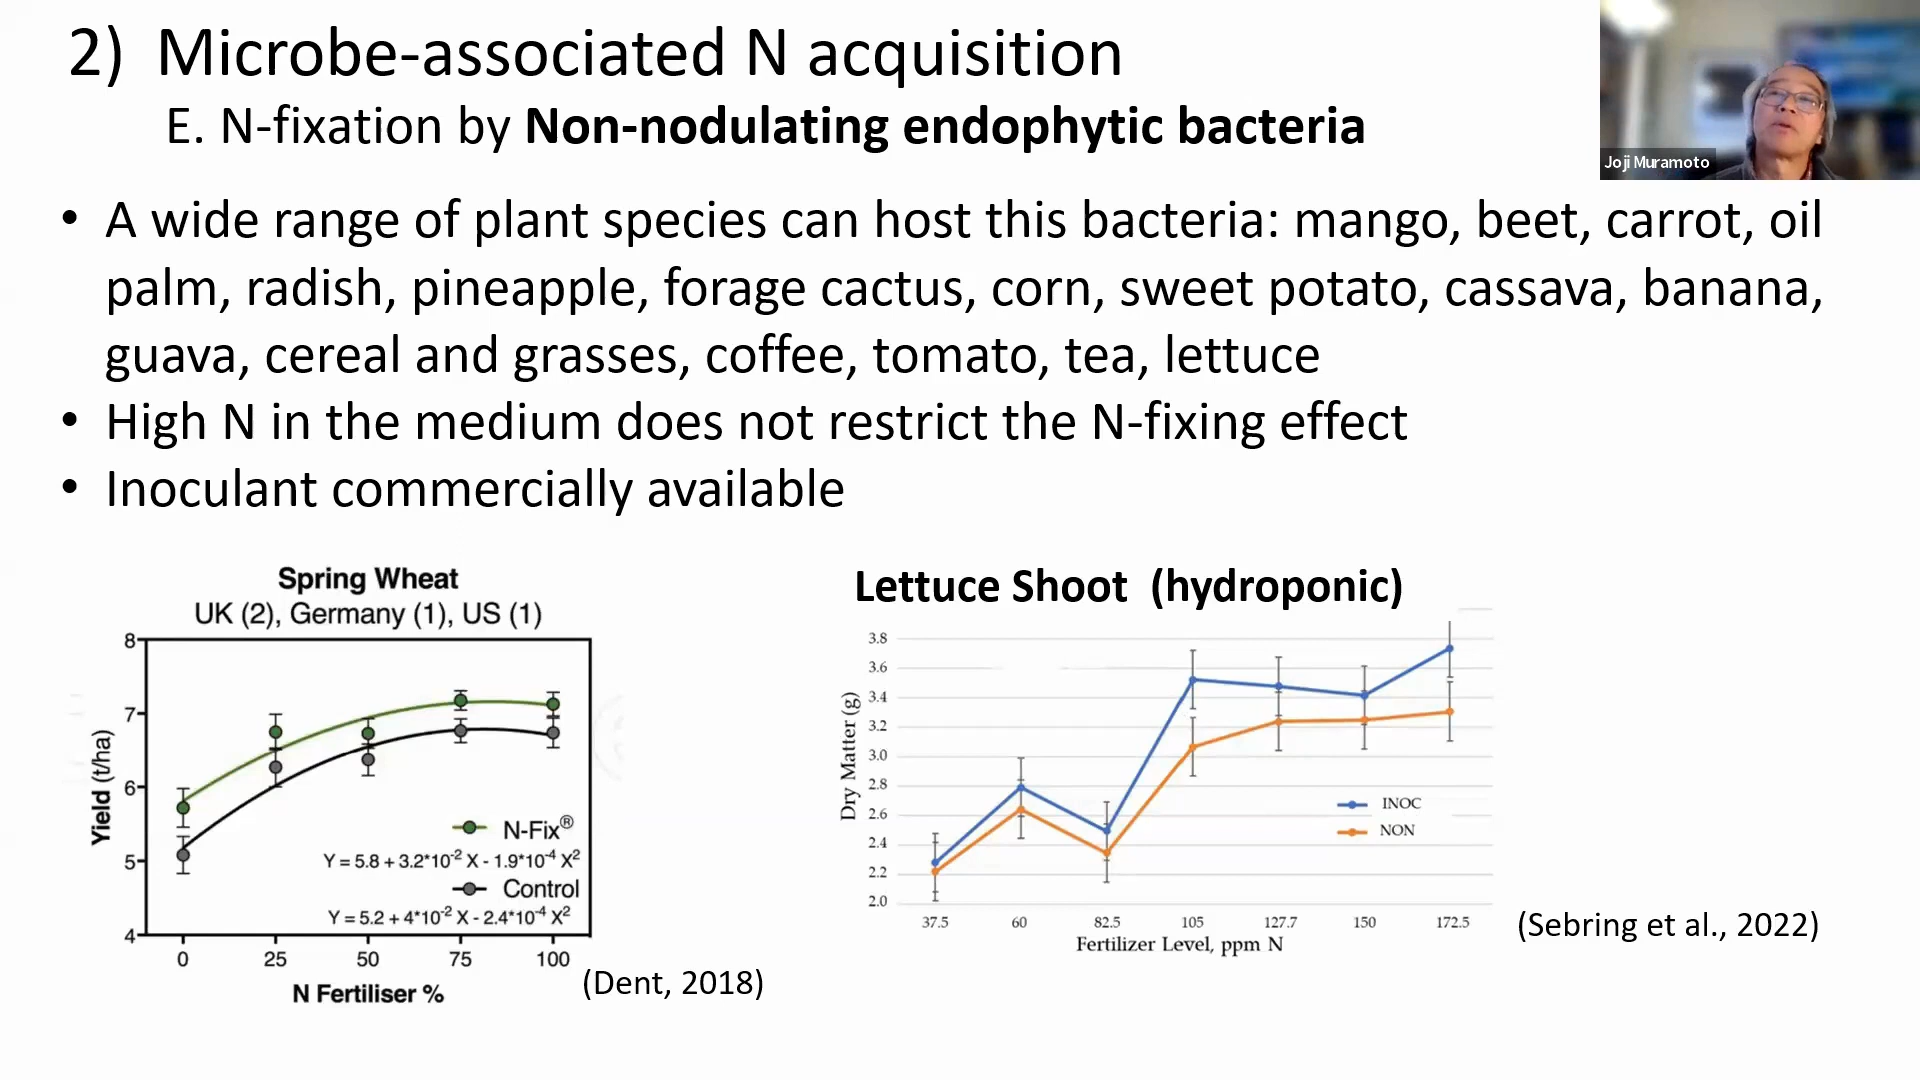 2) Microbe-associated N acquisition
E. N-fixation by Non-nodulating endophytic bacteria
Joji Muramoto
• A wide range of plant species can host this bacteria: mango, beet, carrot, oil
palm, radish, pineapple, forage cactus, corn, sweet potato, cassava, banana,
guava, cereal and grasses, coffee, tomato, tea, lettuce
• High N in the medium does not restrict the N-fixing effect
• Inoculant commercially available
Spring Wheat
UK (2), Germany (1), US (1)
8
7
6
5
4
Yield (t/ha)
N-Fix®
Y = 5.8 + 3.2*10⁻² X - 1.9*10⁻⁴ X²
Control
Y = 5.2 + 4*10⁻² X - 2.4*10⁻⁴ X²
0 25 50 75 100
N Fertiliser %
(Dent, 2018)
Lettuce Shoot (hydroponic)
3.8
3.6
3.4
3.2
3.0
2.8
2.6
2.4
2.2
2.0
Dry Matter (g)
INOC
NON
37.5 60 82.5 105 127.7 150 172.5
Fertilizer Level, ppm N
(Sebring et al., 2022)